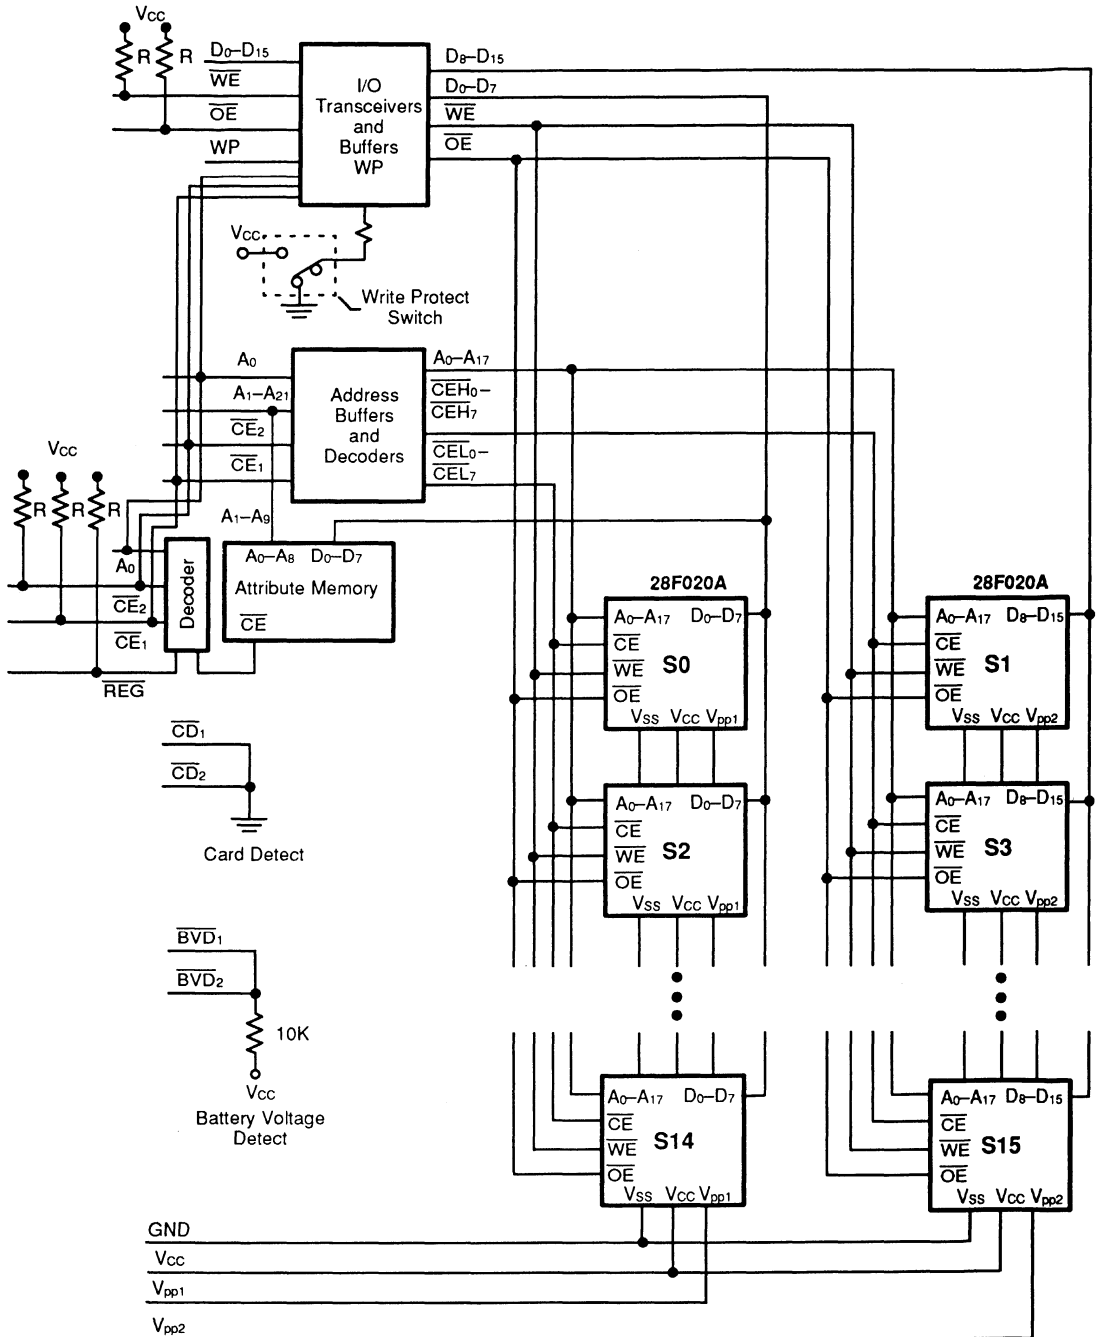 VCC
R
R
D0–D15
WE
OE
WP
I/O
Transceivers
and
Buffers
WP
D8–D15
D0–D7
WE
OE
VCC
Write Protect
Switch
A0
A1–A21
CE2
CE1
Address
Buffers
and
Decoders
A0–A17
CEH0–
CEH7
CEL0–
CEL7
VCC
R
R
R
A1–A9
A0
CE2
CE1
REG
Decoder
A0–A8 D0–D7
Attribute Memory
CE
CD1
CD2
Card Detect
BVD1
BVD2
10K
VCC
Battery Voltage
Detect
28F020A
A0–A17 D0–D7
CE
WE
OE
S0
VSS VCC Vpp1
28F020A
A0–A17 D8–D15
CE
WE
OE
S1
VSS VCC Vpp2
A0–A17 D0–D7
CE
WE
OE
S2
VSS VCC Vpp1
A0–A17 D8–D15
CE
WE
OE
S3
VSS VCC Vpp2
A0–A17 D0–D7
CE
WE
OE
S14
VSS VCC Vpp1
A0–A17 D8–D15
CE
WE
OE
S15
VSS VCC Vpp2
GND
VCC
Vpp1
Vpp2